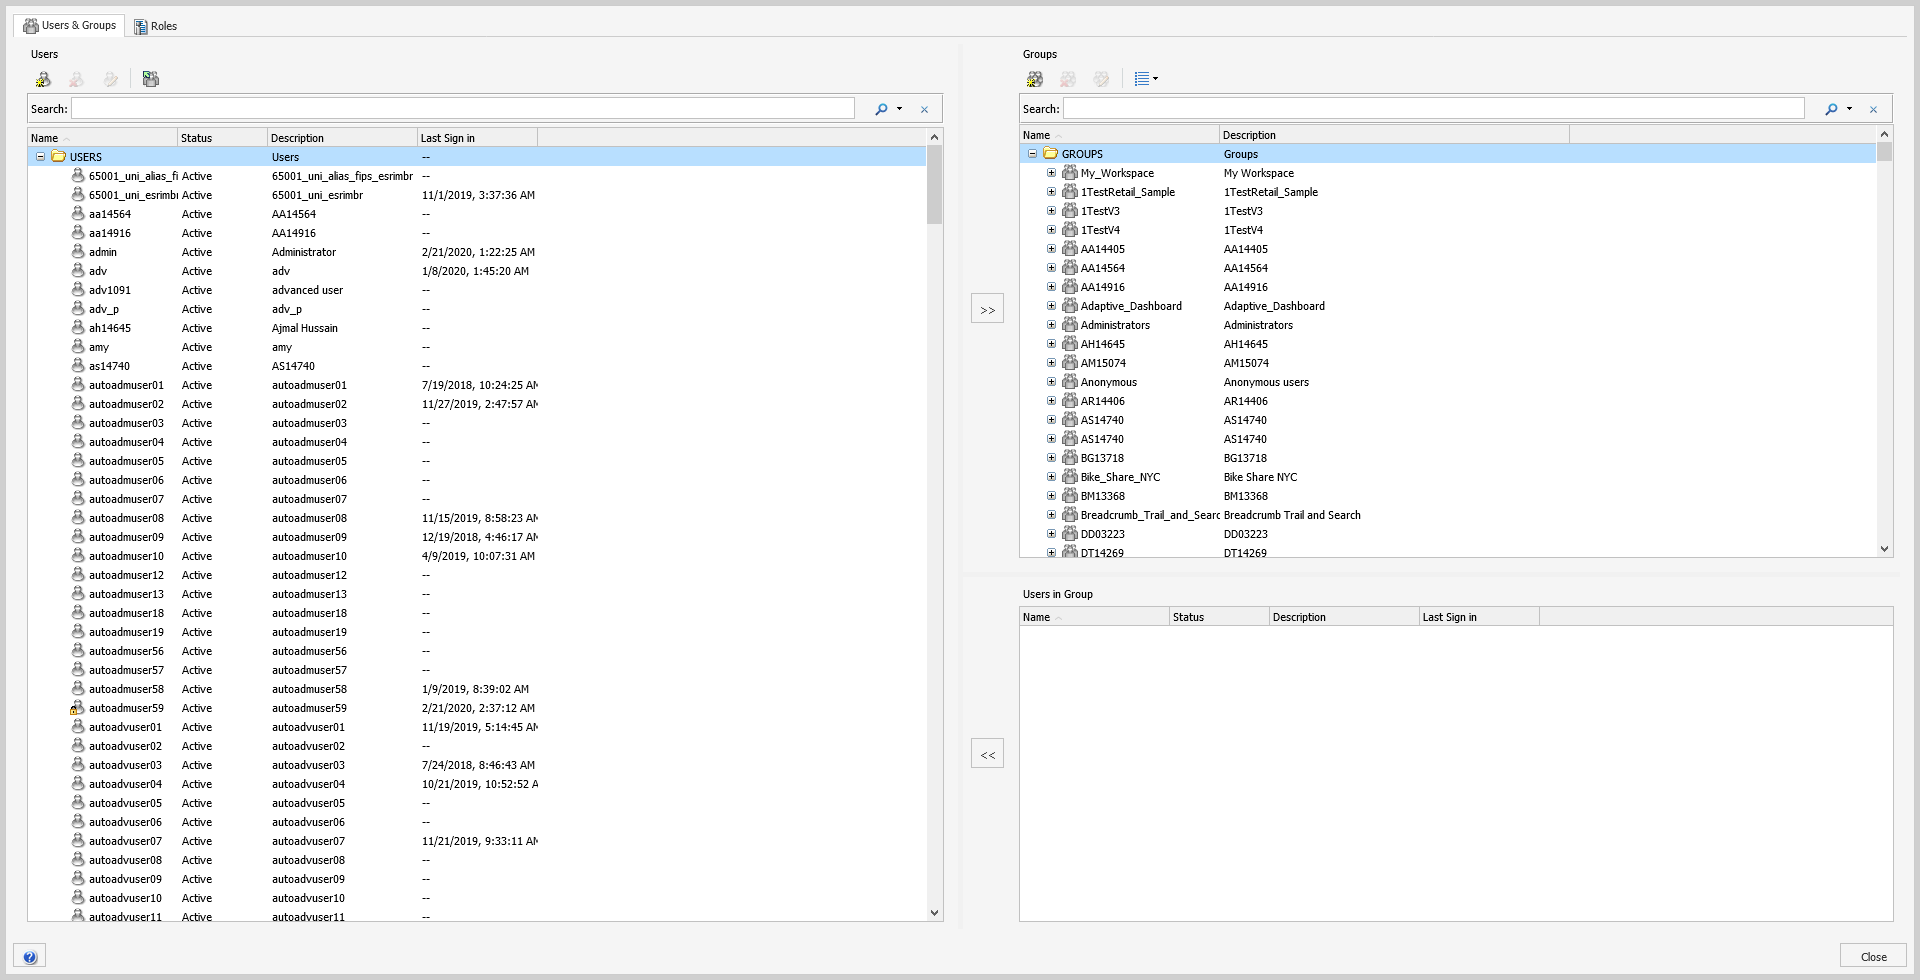 Users & Groups Roles
Users
Search:
Name Status Description Last Sign in
USERS Users --
65001_uni_alias_fi Active 65001_uni_alias_fips_esrimbr --
65001_uni_esrimb Active 65001_uni_esrimbr 11/1/2019, 3:37:36 AM
aa14564 Active AA14564 --
aa14916 Active AA14916 --
admin Active Administrator 2/21/2020, 1:22:25 AM
adv Active adv 1/8/2020, 1:45:20 AM
adv1091 Active advanced user --
adv_p Active adv_p --
ah14645 Active Ajmal Hussain --
amy Active amy --
as14740 Active AS14740 --
autoadmuser01 Active autoadmuser01 7/19/2018, 10:24:25 AM
autoadmuser02 Active autoadmuser02 11/27/2019, 2:47:57 AM
autoadmuser03 Active autoadmuser03 --
autoadmuser04 Active autoadmuser04 --
autoadmuser05 Active autoadmuser05 --
autoadmuser06 Active autoadmuser06 --
autoadmuser07 Active autoadmuser07 --
autoadmuser08 Active autoadmuser08 11/15/2019, 8:58:23 AM
autoadmuser09 Active autoadmuser09 12/19/2018, 4:46:17 AM
autoadmuser10 Active autoadmuser10 4/9/2019, 10:07:31 AM
autoadmuser12 Active autoadmuser12 --
autoadmuser13 Active autoadmuser13 --
autoadmuser18 Active autoadmuser18 --
autoadmuser19 Active autoadmuser19 --
autoadmuser56 Active autoadmuser56 --
autoadmuser57 Active autoadmuser57 --
autoadmuser58 Active autoadmuser58 1/9/2019, 8:39:02 AM
autoadmuser59 Active autoadmuser59 2/21/2020, 2:37:12 AM
autoadvuser01 Active autoadvuser01 11/19/2019, 5:14:45 AM
autoadvuser02 Active autoadvuser02 --
autoadvuser03 Active autoadvuser03 7/24/2018, 8:46:43 AM
autoadvuser04 Active autoadvuser04 10/21/2019, 10:52:52 A
autoadvuser05 Active autoadvuser05 --
autoadvuser06 Active autoadvuser06 --
autoadvuser07 Active autoadvuser07 11/21/2019, 9:33:11 AM
autoadvuser08 Active autoadvuser08 --
autoadvuser09 Active autoadvuser09 --
autoadvuser10 Active autoadvuser10 --
autoadvuser11 Active autoadvuser11 --
>>
<<
Groups
Search:
Name Description
GROUPS Groups
My_Workspace My Workspace
1TestRetail_Sample 1TestRetail_Sample
1TestV3 1TestV3
1TestV4 1TestV4
AA14405 AA14405
AA14564 AA14564
AA14916 AA14916
Adaptive_Dashboard Adaptive_Dashboard
Administrators Administrators
AH14645 AH14645
AM15074 AM15074
Anonymous Anonymous users
AR14406 AR14406
AS14740 AS14740
AS14740 AS14740
BG13718 BG13718
Bike_Share_NYC Bike Share NYC
BM13368 BM13368
Breadcrumb_Trail_and_Searc Breadcrumb Trail and Search
DD03223 DD03223
DT14269 DT14269
Users in Group
Name Status Description Last Sign in
Close